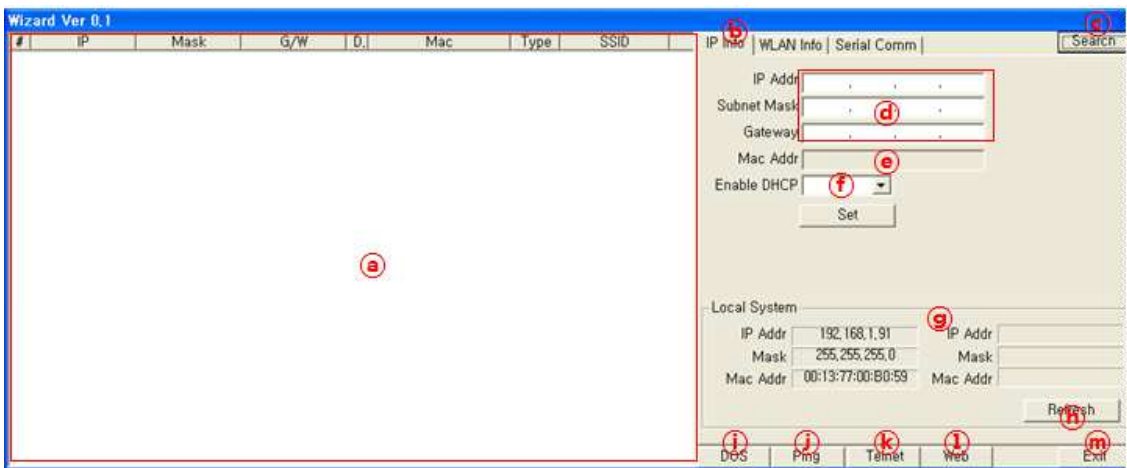 Wizard Ver 0,1
# IP Mask G/W D. Mac Type SSID
IP Info WLAN Info Serial Comm Search
ⓑ ⓒ
IP Addr , , ,
Subnet Mask , , ,
ⓓ
Gateway , , ,
Mac Addr ⓔ
Enable DHCP ⓕ
Set
ⓐ
Local System
ⓖ
IP Addr 192,168,1,91 IP Addr
Mask 255,255,255,0 Mask
Mac Addr 00:13:77:00:B0:59 Mac Addr
Refresh
ⓗ
ⓘ ⓙ ⓚ ⓛ ⓜ
DOS Ping Telnet Web Exit